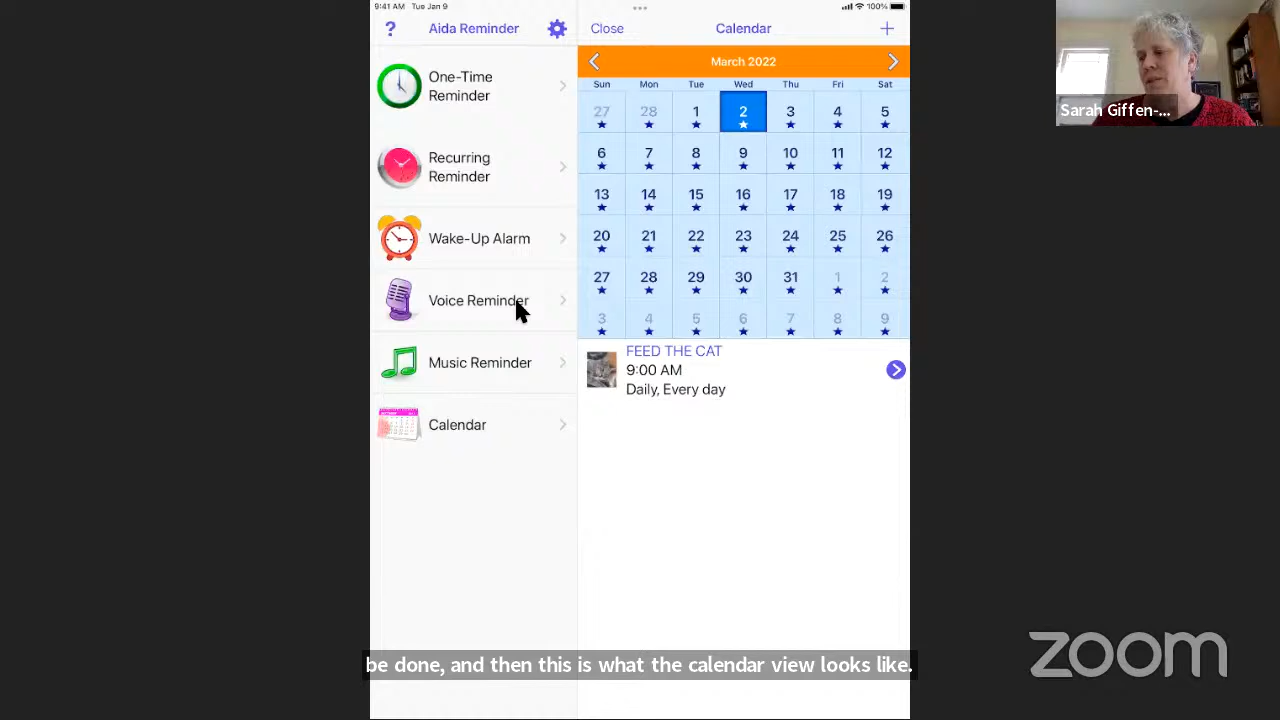 9:41 AM Tue Jan 9
100%
? Aida Reminder
Close Calendar +
One-Time
Reminder
Recurring
Reminder
Wake-Up Alarm
Voice Reminder
Music Reminder
Calendar
March 2022
Sun Mon Tue Wed Thu Fri Sat
27 28 1 2 3 4 5
6 7 8 9 10 11 12
13 14 15 16 17 18 19
20 21 22 23 24 25 26
27 28 29 30 31 1 2
3 4 5 6 7 8 9
FEED THE CAT
9:00 AM
Daily, Every day
Sarah Giffen-...
be done, and then this is what the calendar view looks like.
zoom